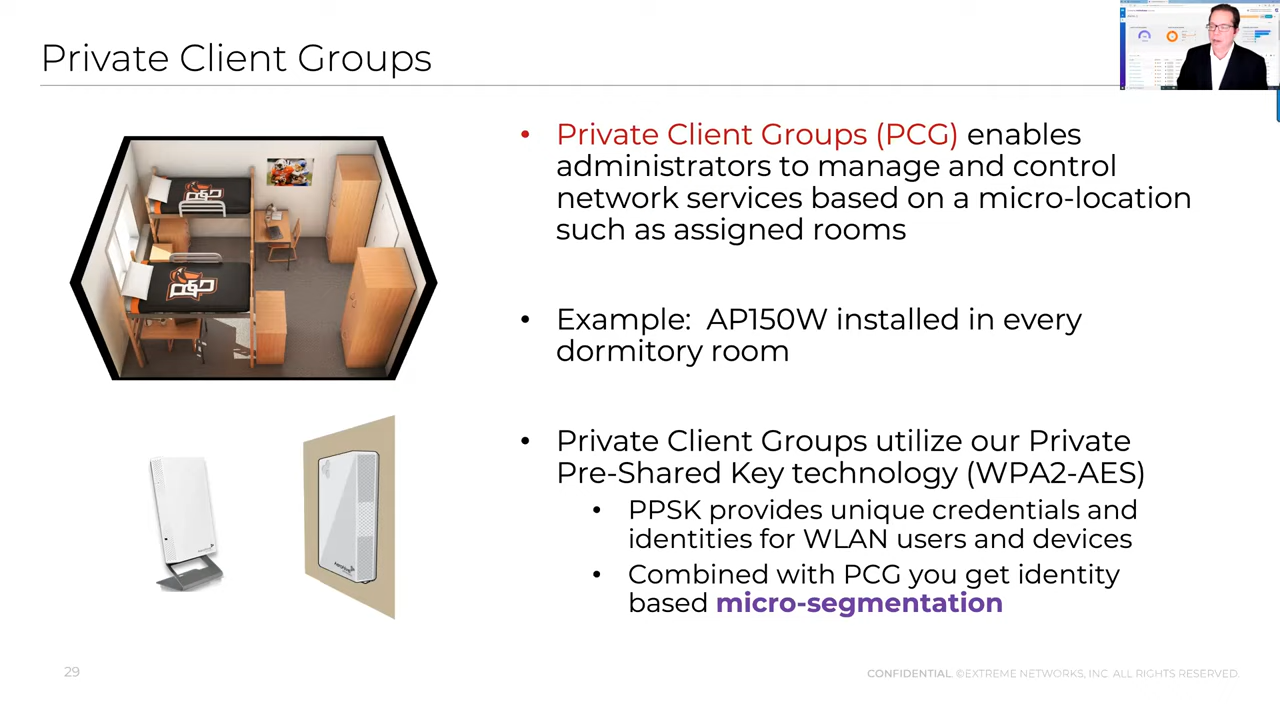 Private Client Groups
• Private Client Groups (PCG) enables
administrators to manage and control
network services based on a micro-location
such as assigned rooms
• Example: AP150W installed in every
dormitory room
• Private Client Groups utilize our Private
Pre-Shared Key technology (WPA2-AES)
• PPSK provides unique credentials and
identities for WLAN users and devices
• Combined with PCG you get identity
based micro-segmentation
29
CONFIDENTIAL. ©EXTREME NETWORKS, INC. ALL RIGHTS RESERVED.